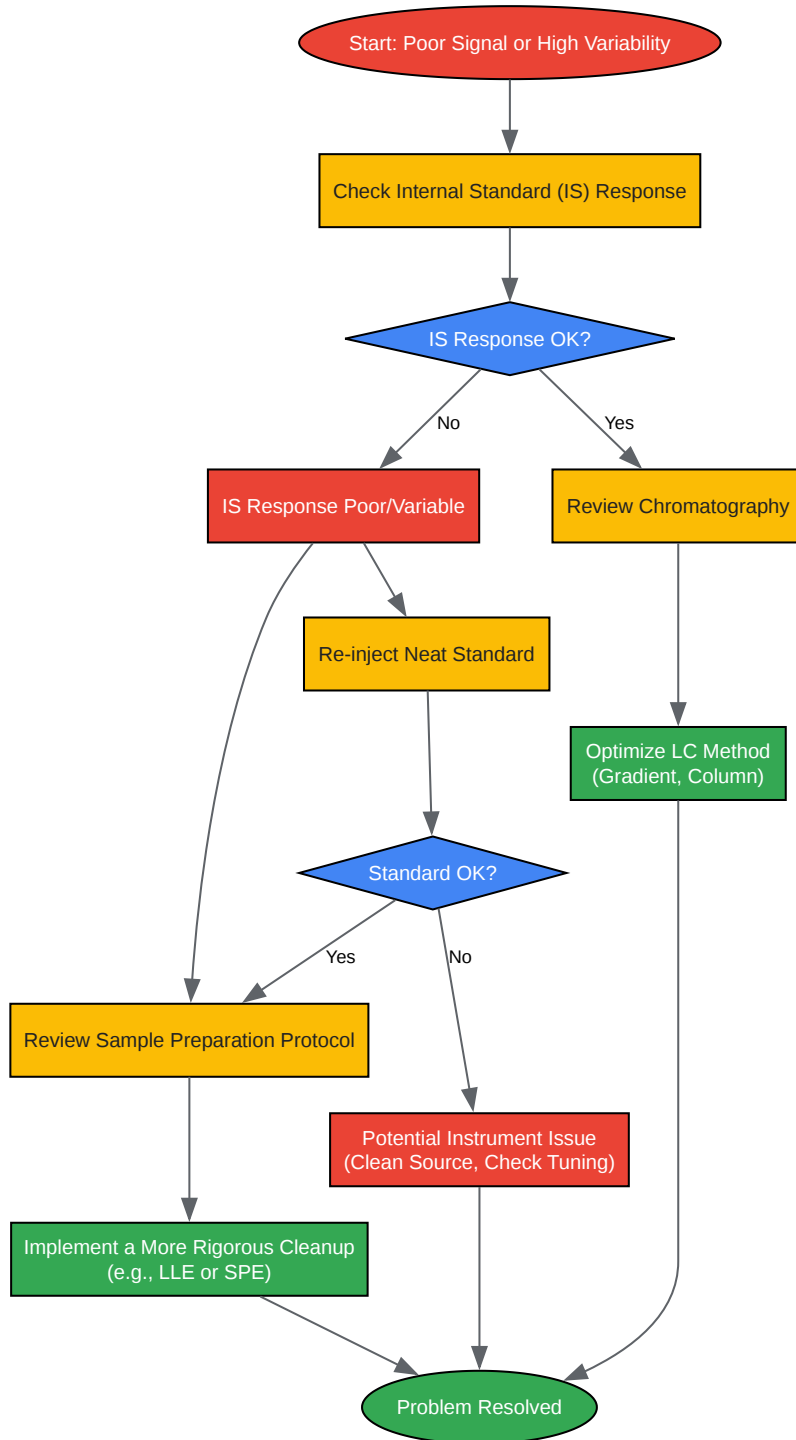 Start: Poor Signal or High Variability
Check Internal Standard (IS) Response
IS Response OK?
No
Yes
IS Response Poor/Variable
Review Chromatography
Re-inject Neat Standard
Optimize LC Method
(Gradient, Column)
Standard OK?
Yes
No
Review Sample Preparation Protocol
Potential Instrument Issue
(Clean Source, Check Tuning)
Implement a More Rigorous Cleanup
(e.g., LLE or SPE)
Problem Resolved